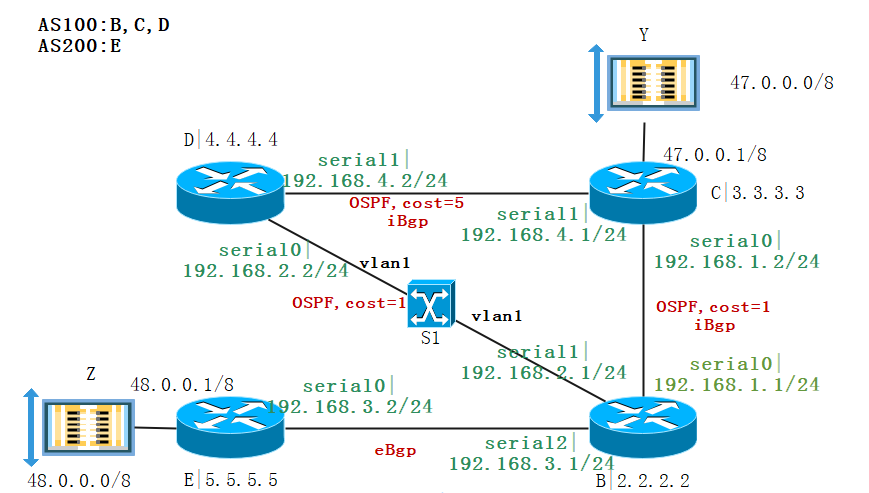 AS100:B,C,D
AS200:E
Y
47.0.0.0/8
D|4.4.4.4
47.0.0.1/8
serial1|
192.168.4.2/24
C|3.3.3.3
OSPF,cost=5
iBgp
serial1|
192.168.4.1/24
serial0|
192.168.2.2/24
vlan1
serial0|
192.168.1.2/24
OSPF,cost=1
vlan1
OSPF,cost=1
iBgp
S1
serial1|
192.168.2.1/24
serial0|
192.168.1.1/24
Z
48.0.0.1/8
serial0|
192.168.3.2/24
eBgp
serial2|
192.168.3.1/24
48.0.0.0/8
E|5.5.5.5
B|2.2.2.2